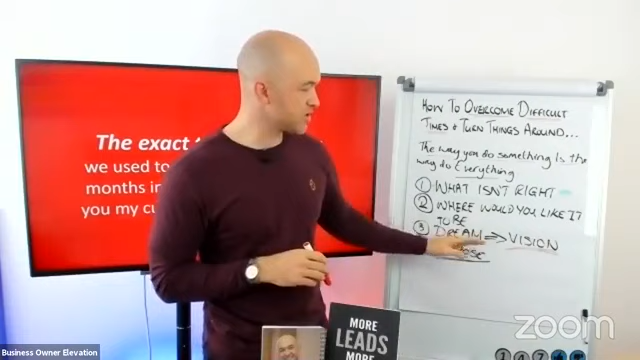 The exact t
we used to
months in
you my cu
HOW TO OVERCOME DIFFICULT
TIMES & TURN THINGS AROUND...
The way you do something Is the
way do Everything
① WHAT ISN'T RIGHT
② WHERE WOULD YOU LIKE IT
TO BE
③ DREAM => VISION
MORE
LEADS
MORE
Business Owner Elevation
zoom